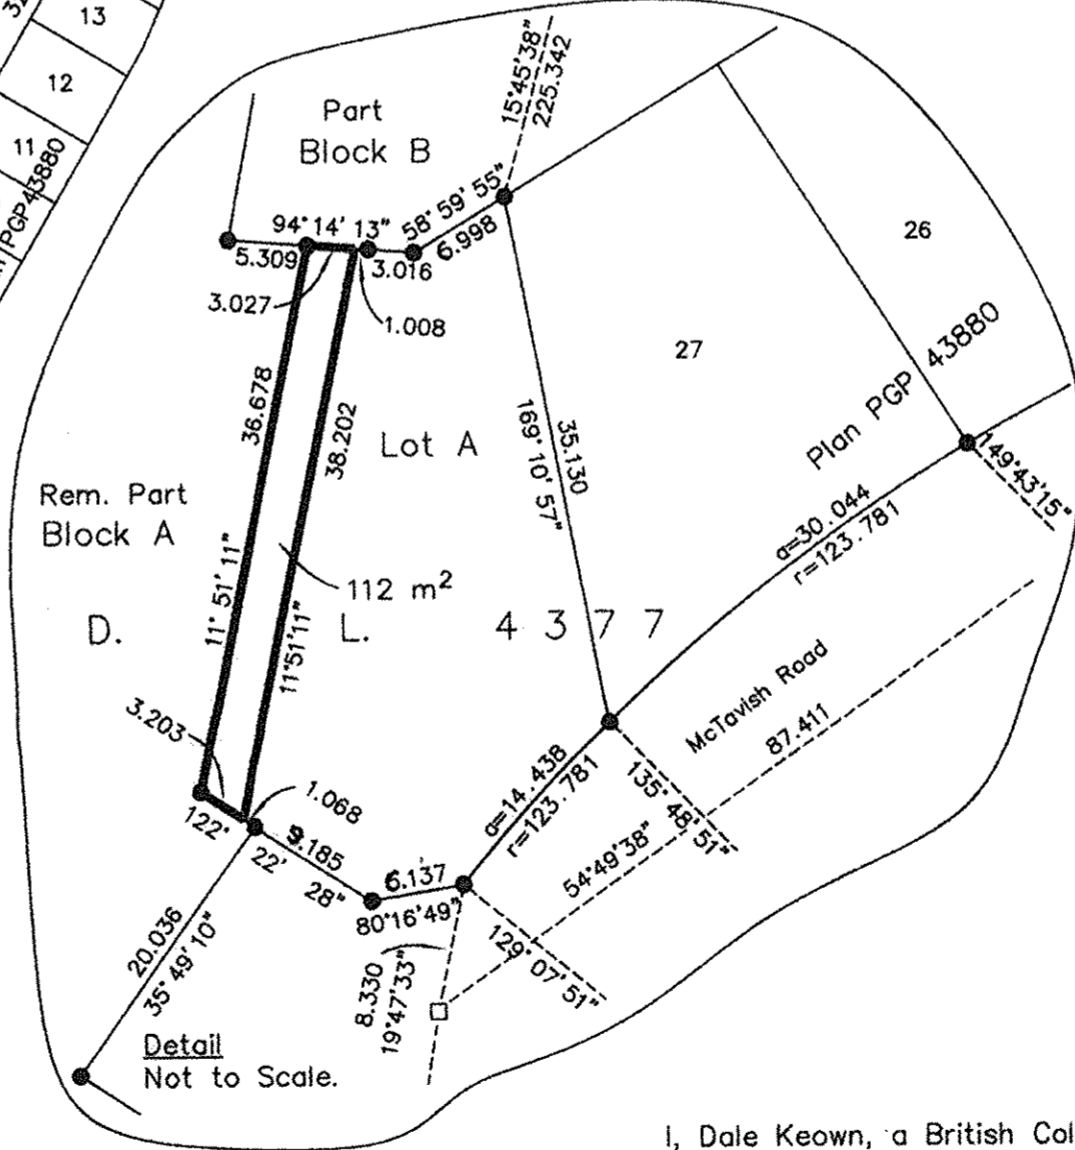 13
12
11
PGP43880
Part
Block B
15°45'38"
225.342
94° 14' 13"
58° 59' 55"
5.309
3.016
6.998
3.027
1.008
26
27
Plan PGP 43880
36.678
38.202
Lot A
169° 10' 57"
35.130
149°43'15"
Rem. Part
Block A
a=30.044
r=123.781
11° 51' 11"
11°51'11"
112 m²
D. L. 4 3 7 7
McTavish Road
87.411
3.203
1.068
122° 22' 28"
9.185
6.137
80°16'49"
a=14.438
r=123.781
135° 48' 51"
54°49'38"
129° 07' 51"
8.330
19°47'33"
20.036
35° 49' 10"
Detail
Not to Scale.
I, Dale Keown, a British Col